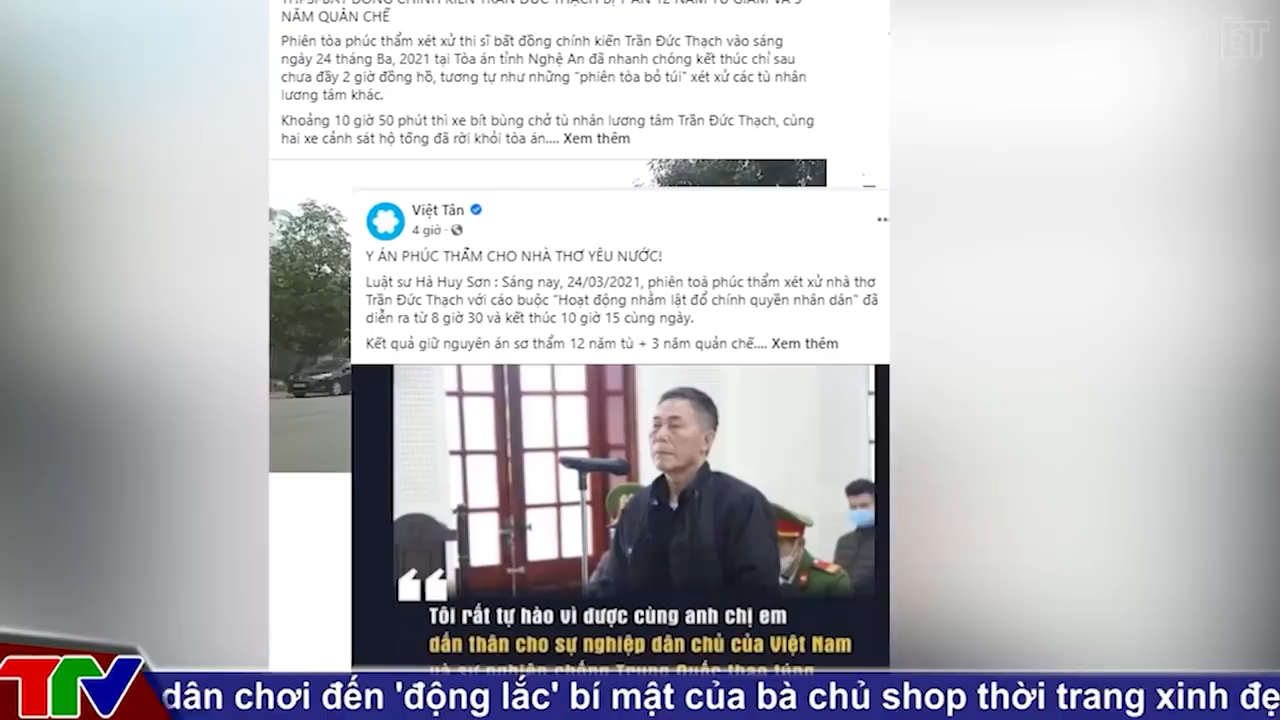 NĂM QUẢN CHẾ
Phiên tòa phúc thẩm xét xử thi sĩ bất đồng chính kiến Trần Đức Thạch vào sáng
ngày 24 tháng Ba, 2021 tại Tòa án tỉnh Nghệ An đã nhanh chóng kết thúc chỉ sau
chưa đầy 2 giờ đồng hồ, tương tự như những "phiên tòa bỏ túi" xét xử các tù nhân
lương tâm khác.
Khoảng 10 giờ 50 phút thì xe bít bùng chở tù nhân lương tâm Trần Đức Thạch, cùng
hai xe cảnh sát hộ tống đã rời khỏi tòa án.... Xem thêm
Việt Tân
4 giờ ·
Y ÁN PHÚC THẨM CHO NHÀ THƠ YÊU NƯỚC!
Luật sư Hà Huy Sơn : Sáng nay, 24/03/2021, phiên toà phúc thẩm xét xử nhà thơ
Trần Đức Thạch với cáo buộc "Hoạt động nhằm lật đổ chính quyền nhân dân" đã
diễn ra từ 8 giờ 30 và kết thúc 10 giờ 15 cùng ngày.
Kết quả giữ nguyên án sơ thẩm 12 năm tù + 3 năm quản chế.... Xem thêm
Tôi rất tự hào vì được cùng anh chị em
dấn thân cho sự nghiệp dân chủ của Việt Nam
TTV
dân chơi đến 'động lắc' bí mật của bà chủ shop thời trang xinh đẹ